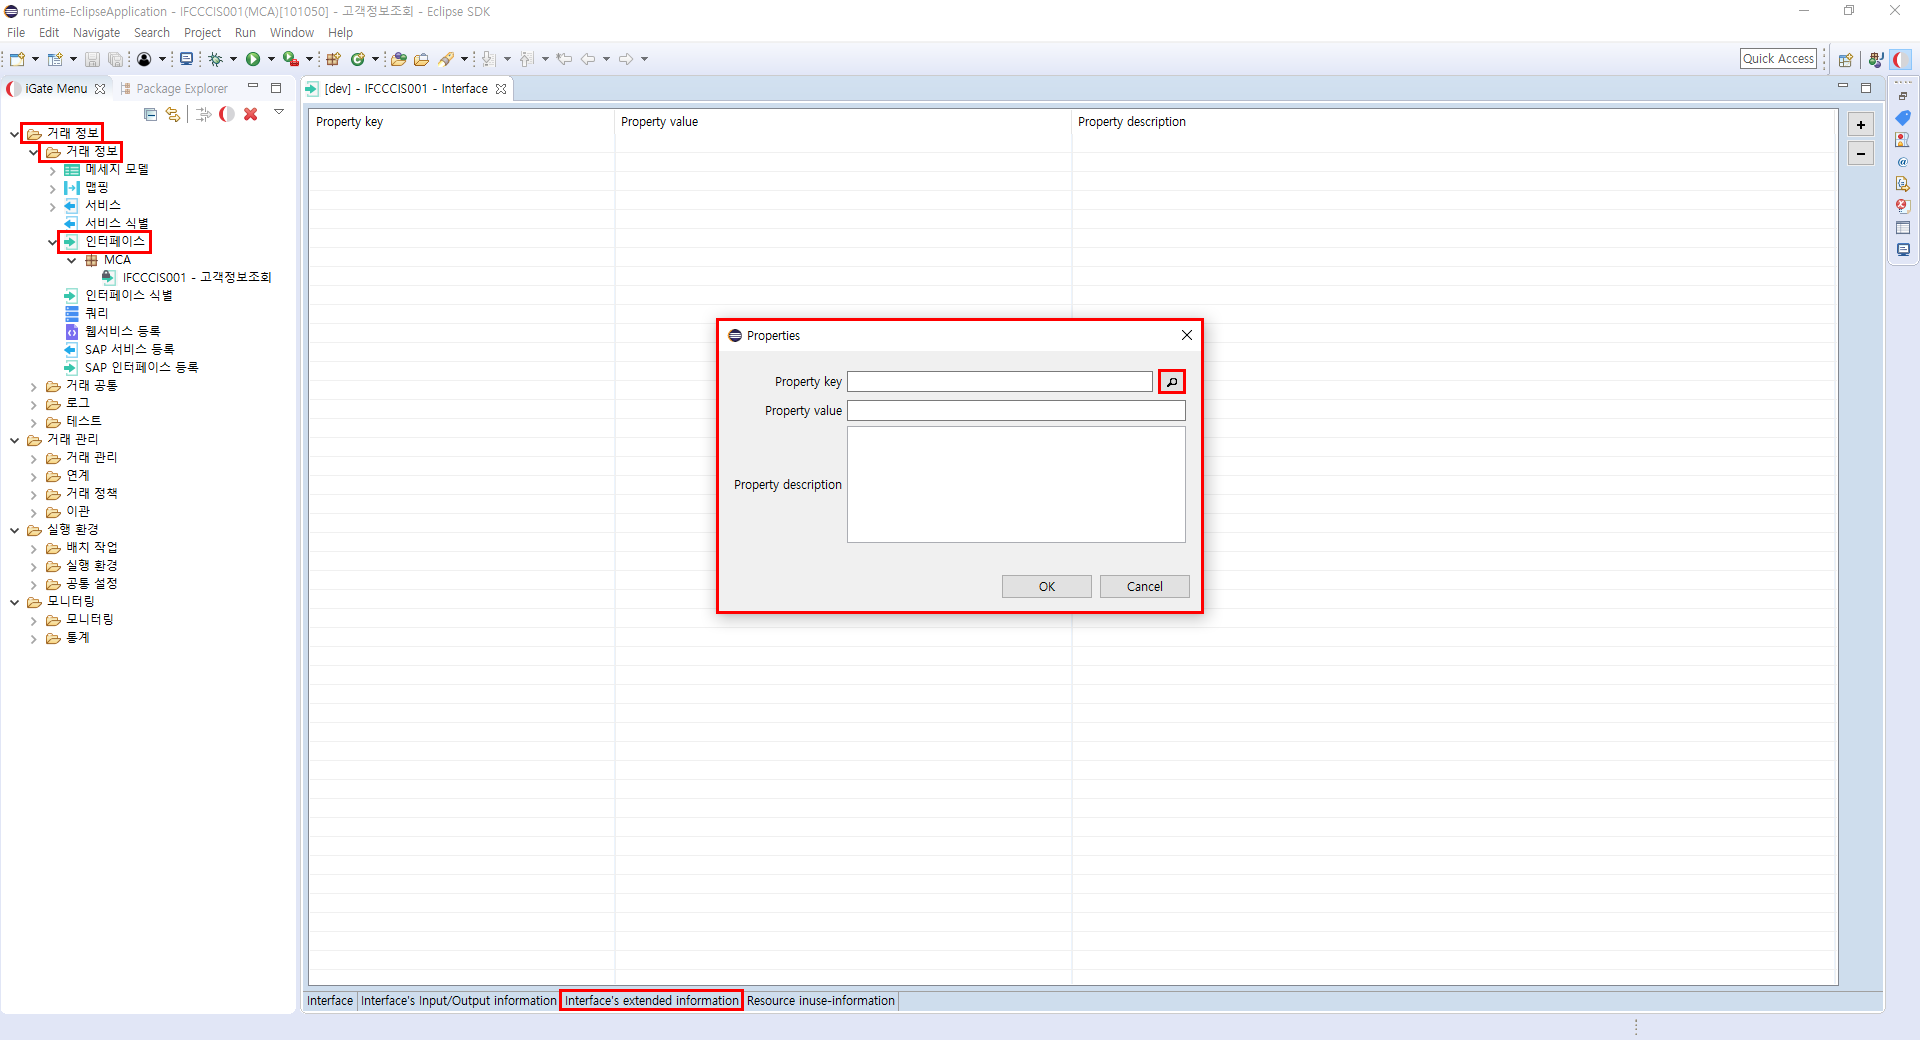 runtime-EclipseApplication - IFCCCIS001(MCA)[101050] - 고객정보조회 - Eclipse SDK
File Edit Navigate Search Project Run Window Help
Quick Access
iGate Menu Package Explorer
[dev] - IFCCCIS001 - Interface
Property key Property value Property description
+
-
거래 정보
거래 정보
메세지 모델
맵핑
서비스
서비스 식별
인터페이스
MCA
IFCCCIS001 - 고객정보조회
인터페이스 식별
쿼리
웹서비스 등록
SAP 서비스 등록
SAP 인터페이스 등록
거래 공통
로그
테스트
거래 관리
거래 관리
연계
거래 정책
이관
실행 환경
배치 작업
실행 환경
공통 설정
모니터링
모니터링
통계
Properties
Property key
Property value
Property description
OK Cancel
Interface Interface's Input/Output information Interface's extended information Resource inuse-information